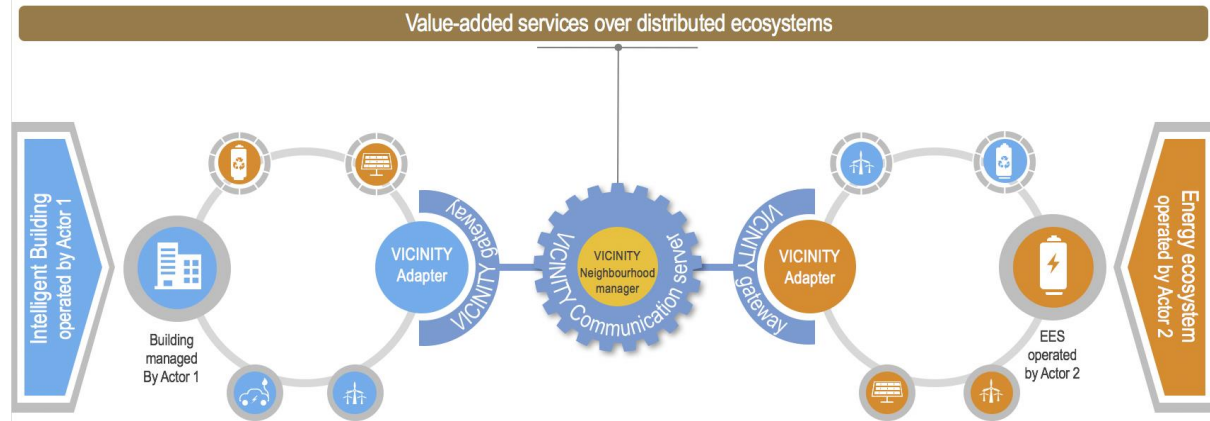 Value-added services over distributed ecosystems
Intelligent Building
operated by Actor 1
Building
managed
By Actor 1
VICINITY
Adapter
VICINITY gateway
VICINITY Communication server
VICINITY
Neighbourhood
manager
VICINITY gateway
VICINITY
Adapter
EES
operated
by Actor 2
Energy ecosystem
operated by Actor 2